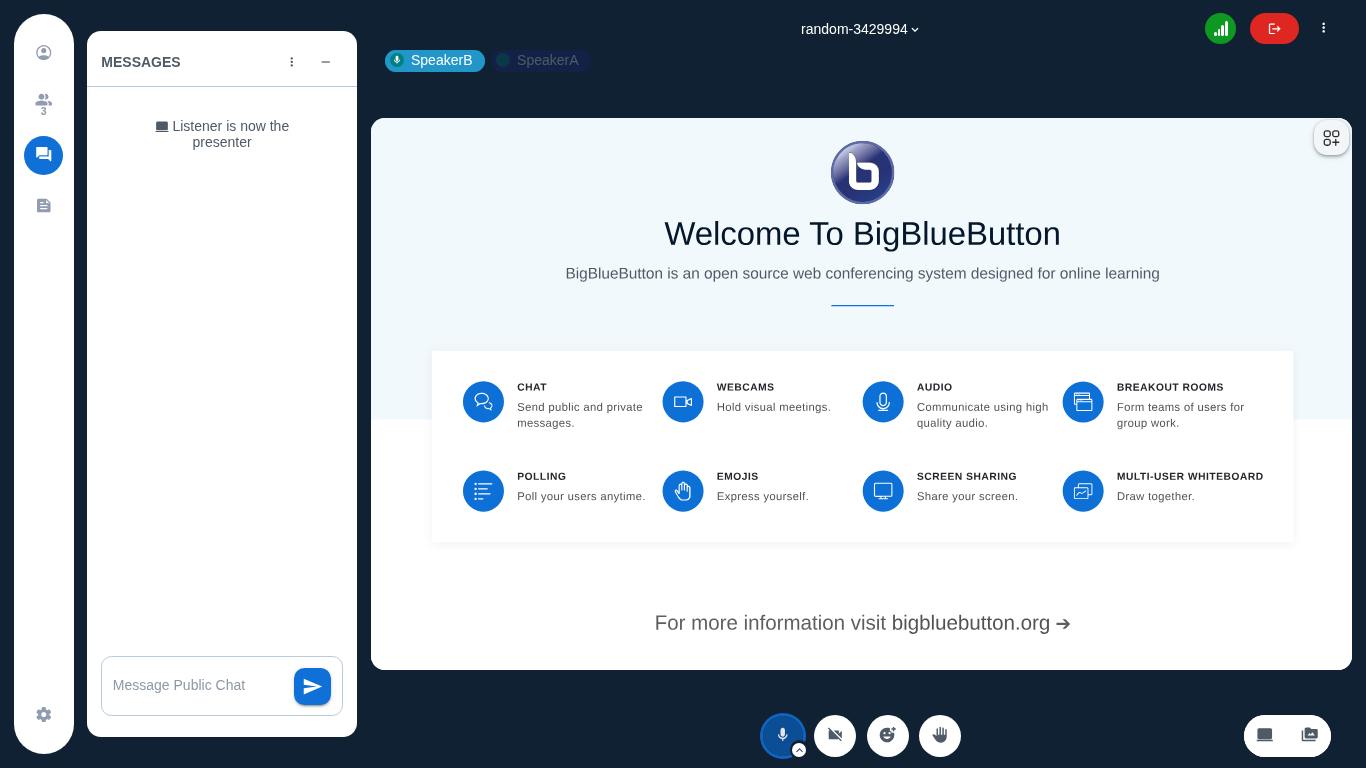 random-3429994
SpeakerB
SpeakerA
3
MESSAGES
Listener is now the
presenter
Message Public Chat
Welcome To BigBlueButton
BigBlueButton is an open source web conferencing system designed for online learning
CHAT
Send public and private
messages.
WEBCAMS
Hold visual meetings.
AUDIO
Communicate using high
quality audio.
BREAKOUT ROOMS
Form teams of users for
group work.
POLLING
Poll your users anytime.
EMOJIS
Express yourself.
SCREEN SHARING
Share your screen.
MULTI-USER WHITEBOARD
Draw together.
For more information visit bigbluebutton.org ➔